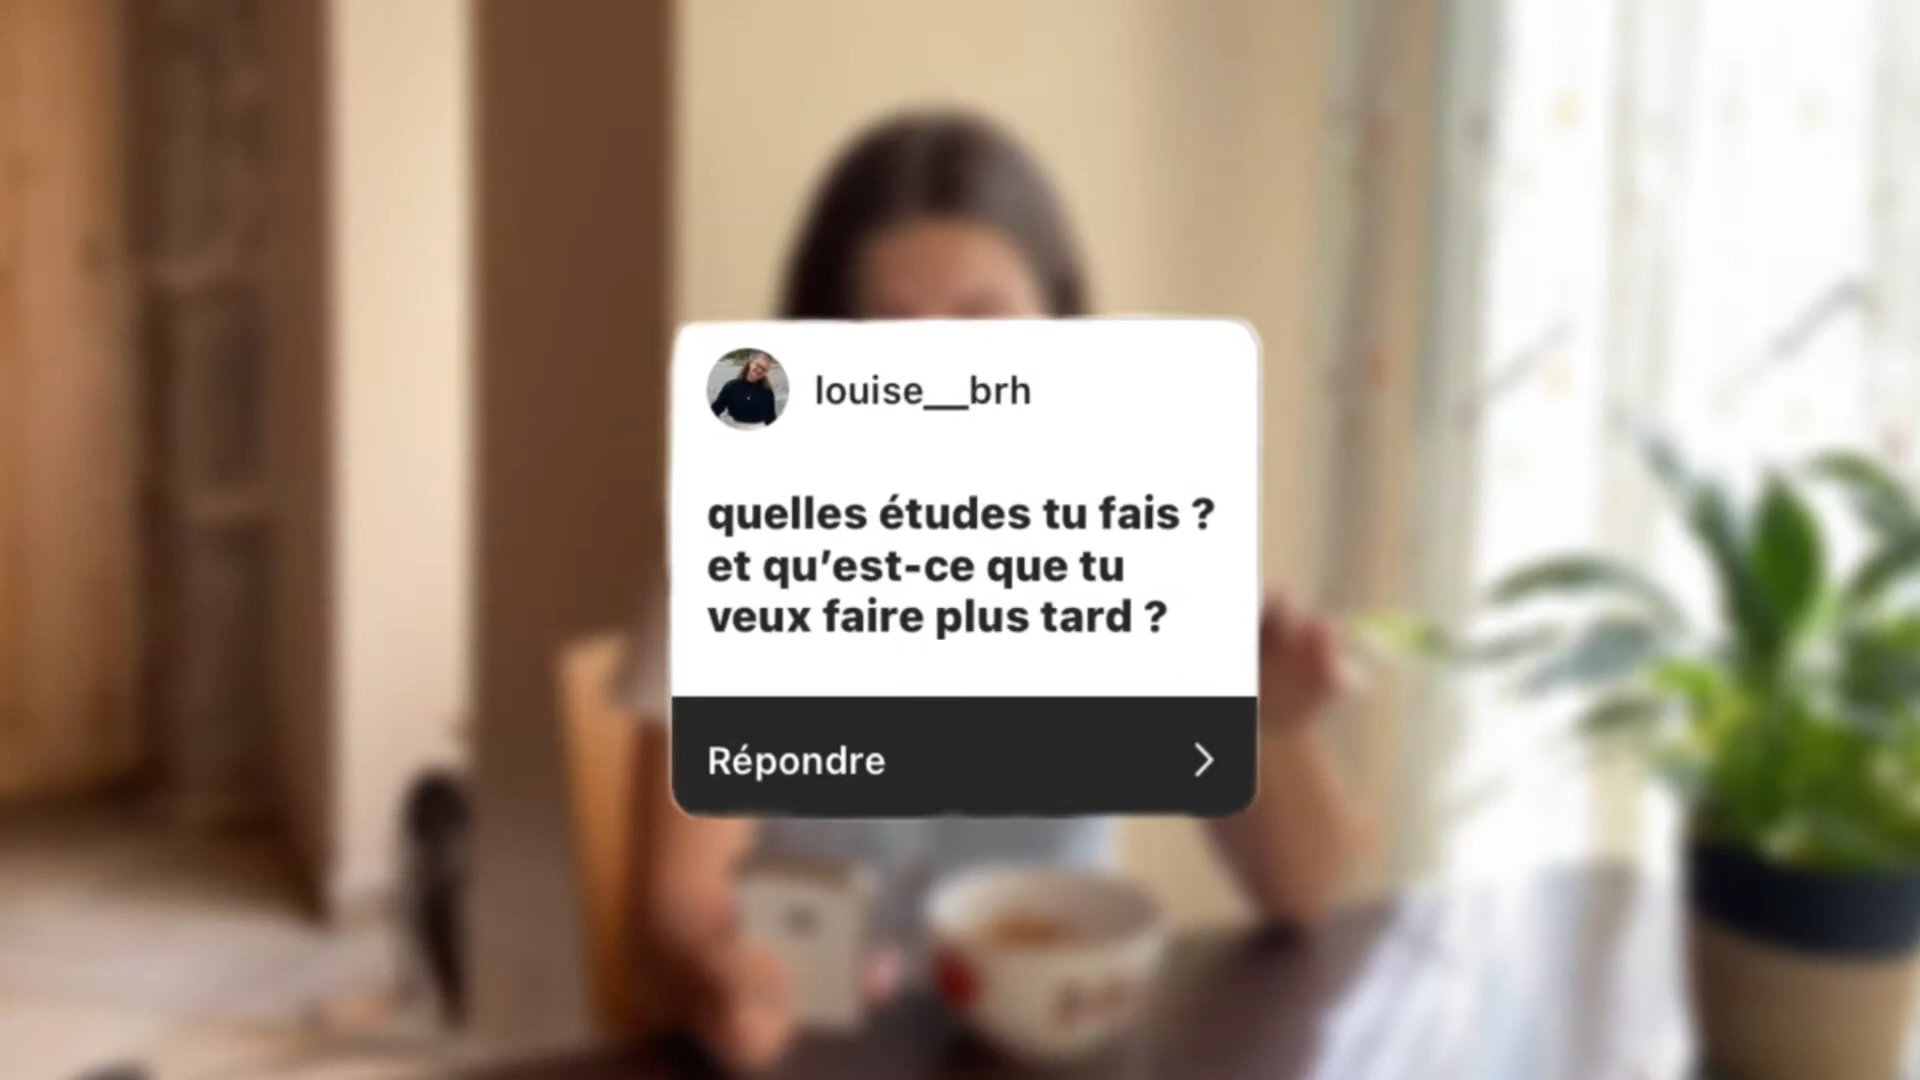 louise__brh
quelles études tu fais ?
et qu’est-ce que tu
veux faire plus tard ?
Répondre